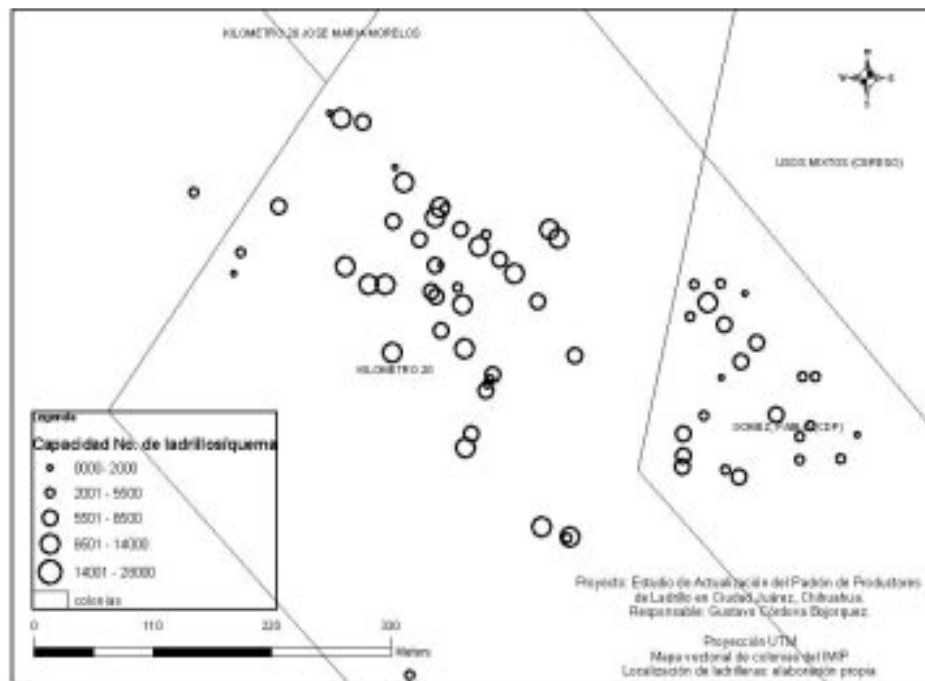 KILOMETRO 20 JOSE MARIA MORELOS
N
W E
S
USOS MIXTOS (CERESO)
KILOMETRO 20
Legenda
Capacidad No. de ladrillos/quema
0000- 2000
2001 - 5500
5501 - 8500
8501 - 14000
14001 - 28000
colonias
0 110 220 330
Meters
Proyécto: Estudio de Actualización del Padrón de Productores
de Ladrillo en Ciudad Juárez, Chihuahua.
Responsable: Gustavo Córdova Bojorquez.
Proyección UTM
Mapa vectorial de colonias del IMIP
Localización de ladrilleras: elaboración propia.